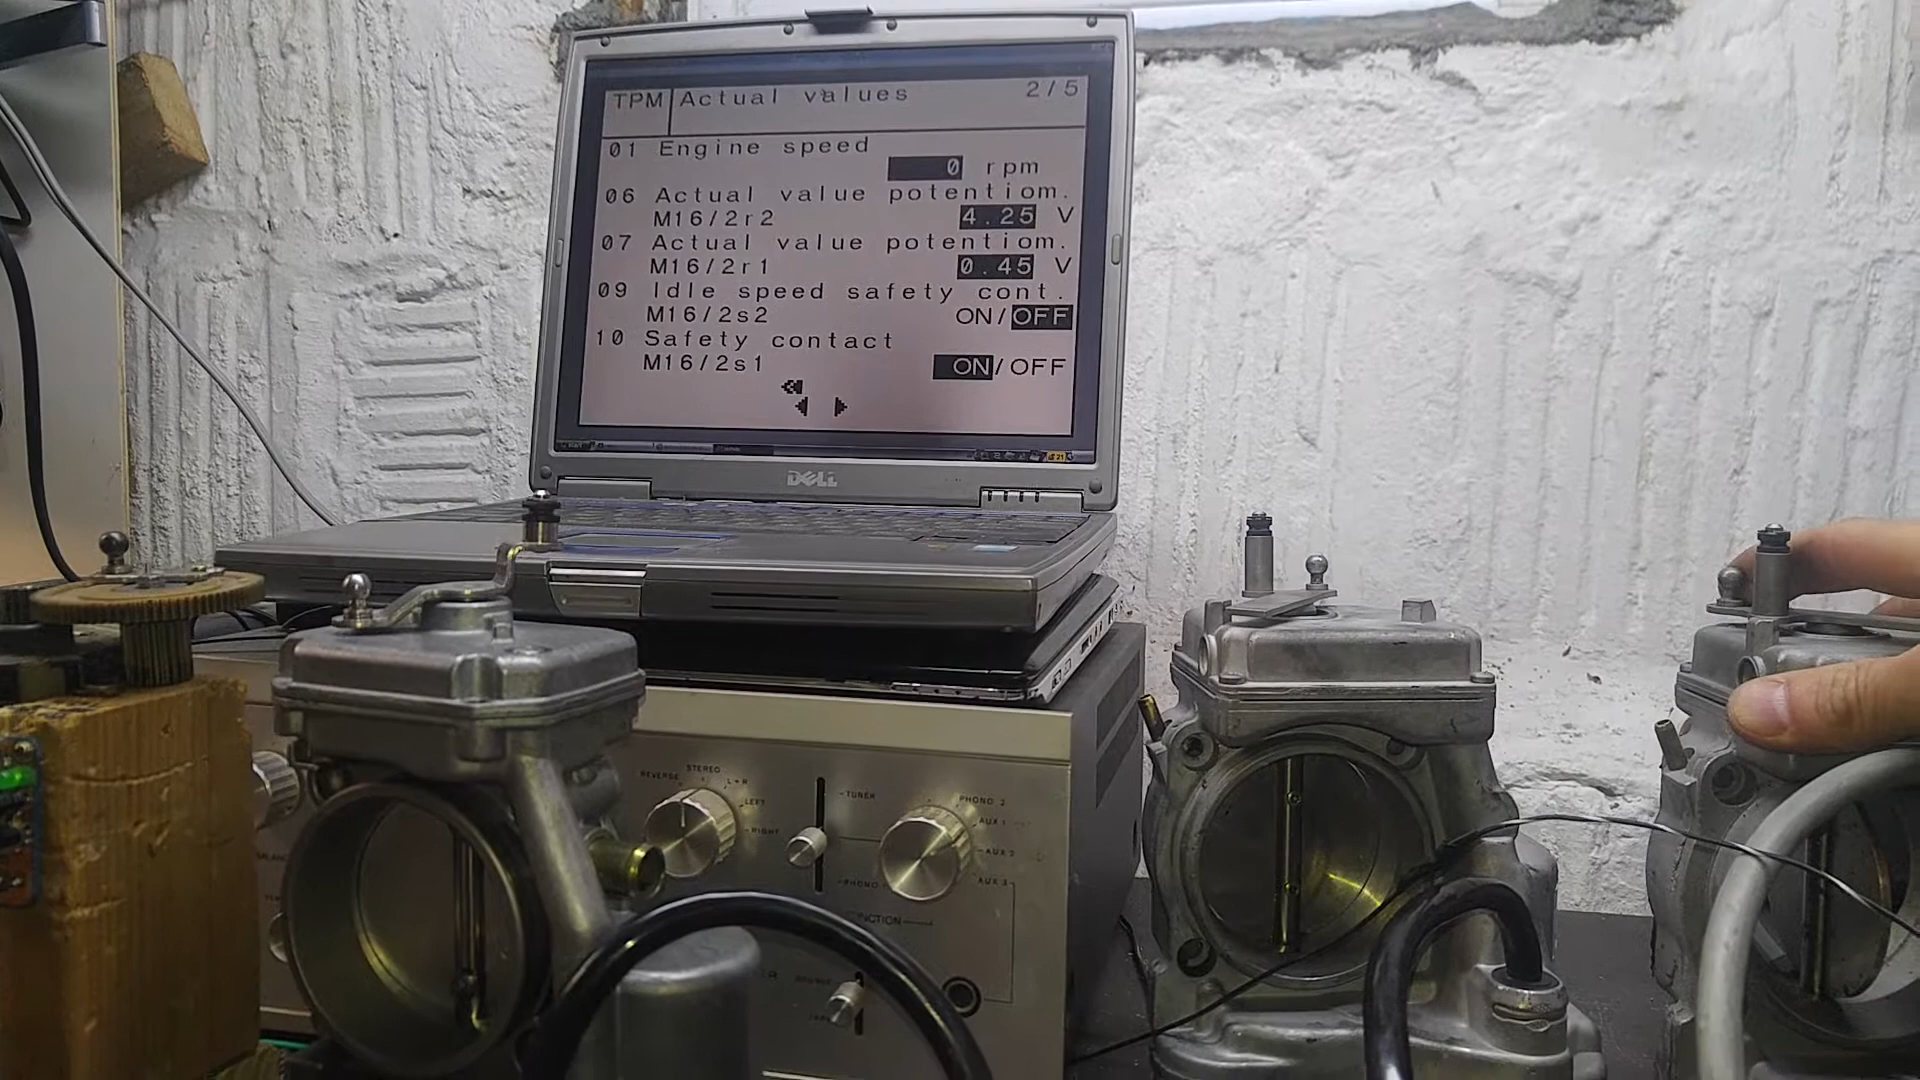 TPM Actual values 2/5
01 Engine speed
0 rpm
06 Actual value potentiom.
M16/2r2 4.25 V
07 Actual value potentiom.
M16/2r1 0.45 V
09 Idle speed safety cont.
M16/2s2 ON/OFF
10 Safety contact
M16/2s1 ON/OFF
DELL
STEREO
REVERSE
L+R
LEFT
RIGHT
TUNER
PHONO
PHONO 2
AUX 1
AUX 2
AUX 3